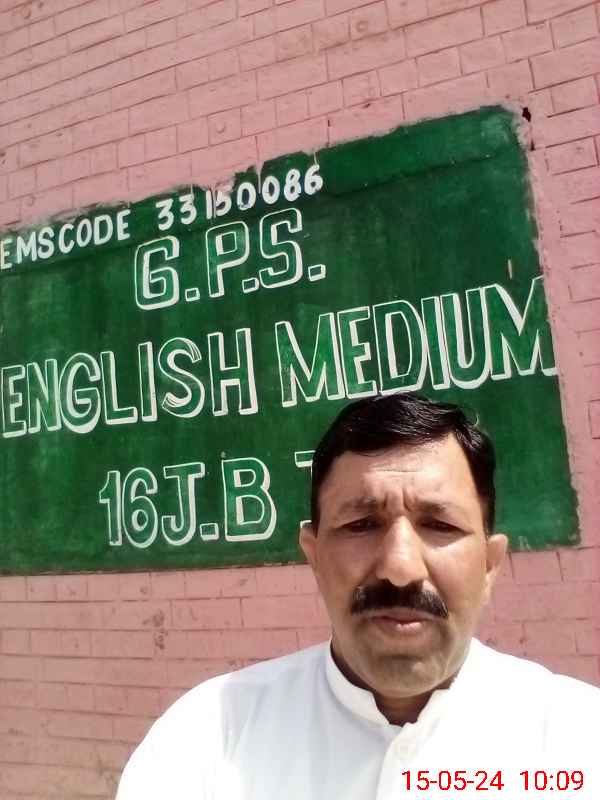 EMSCODE 33150086
G.P.S.
ENGLISH MEDIUM
16J.B
15-05-24 10:09